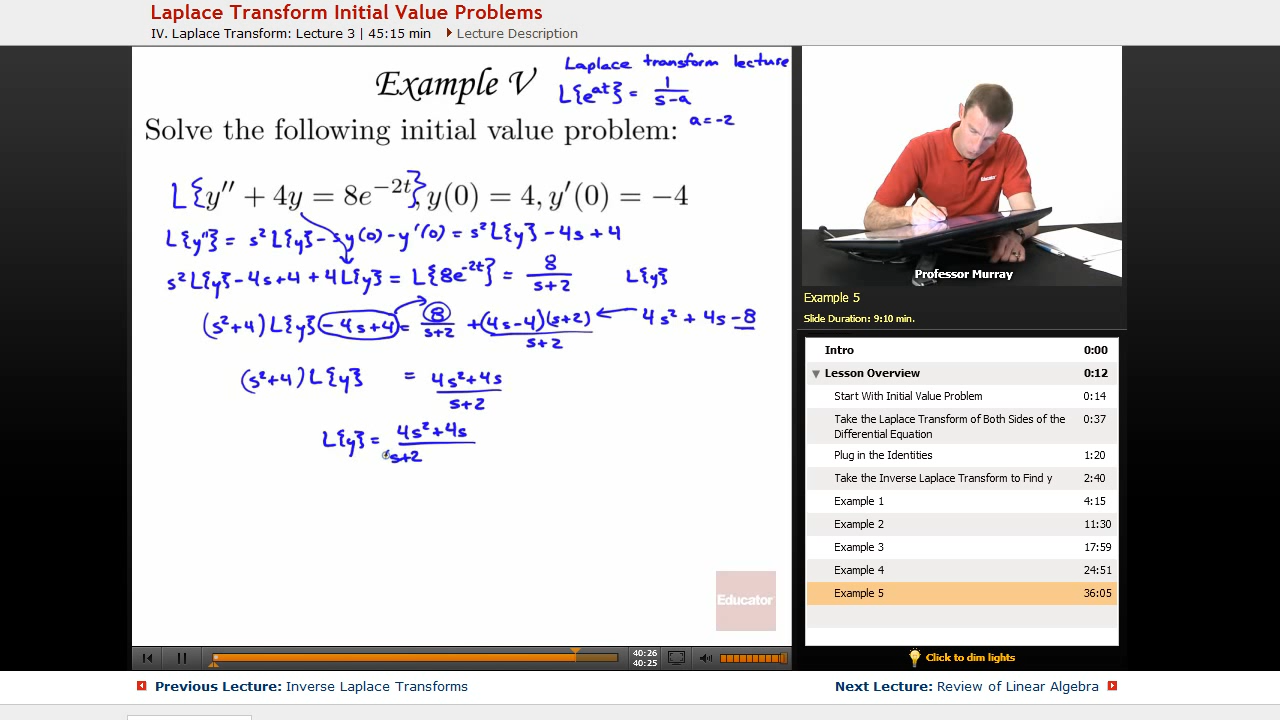 Laplace Transform Initial Value Problems
IV. Laplace Transform: Lecture 3 | 45:15 min Lecture Description
Laplace transform lecture
Example V
L{e^{at}} = 1/(s-a)
Solve the following initial value problem: a = -2
L{y'' + 4y = 8e^{-2t}}, y(0) = 4, y'(0) = -4
L{y''} = s²L{y} - sy(0) - y'(0) = s²L{y} - 4s + 4
s²L{y} - 4s + 4 + 4L{y} = L{8e^{-2t}} = 8/(s+2) L{y}
(s²+4)L{y} - 4s + 4 = 8/(s+2) + (4s-4)(s+2)/(s+2) ← 4s² + 4s - 8
(s²+4)L{y} = (4s²+4s)/(s+2)
L{y} = (4s²+4s)/(s+2)
Educator
40:26
40:25
Professor Murray
Example 5
Slide Duration: 9:10 min.
Intro 0:00
Lesson Overview 0:12
Start With Initial Value Problem 0:14
Take the Laplace Transform of Both Sides of the 0:37
Differential Equation
Plug in the Identities 1:20
Take the Inverse Laplace Transform to Find y 2:40
Example 1 4:15
Example 2 11:30
Example 3 17:59
Example 4 24:51
Example 5 36:05
Click to dim lights
Previous Lecture: Inverse Laplace Transforms
Next Lecture: Review of Linear Algebra